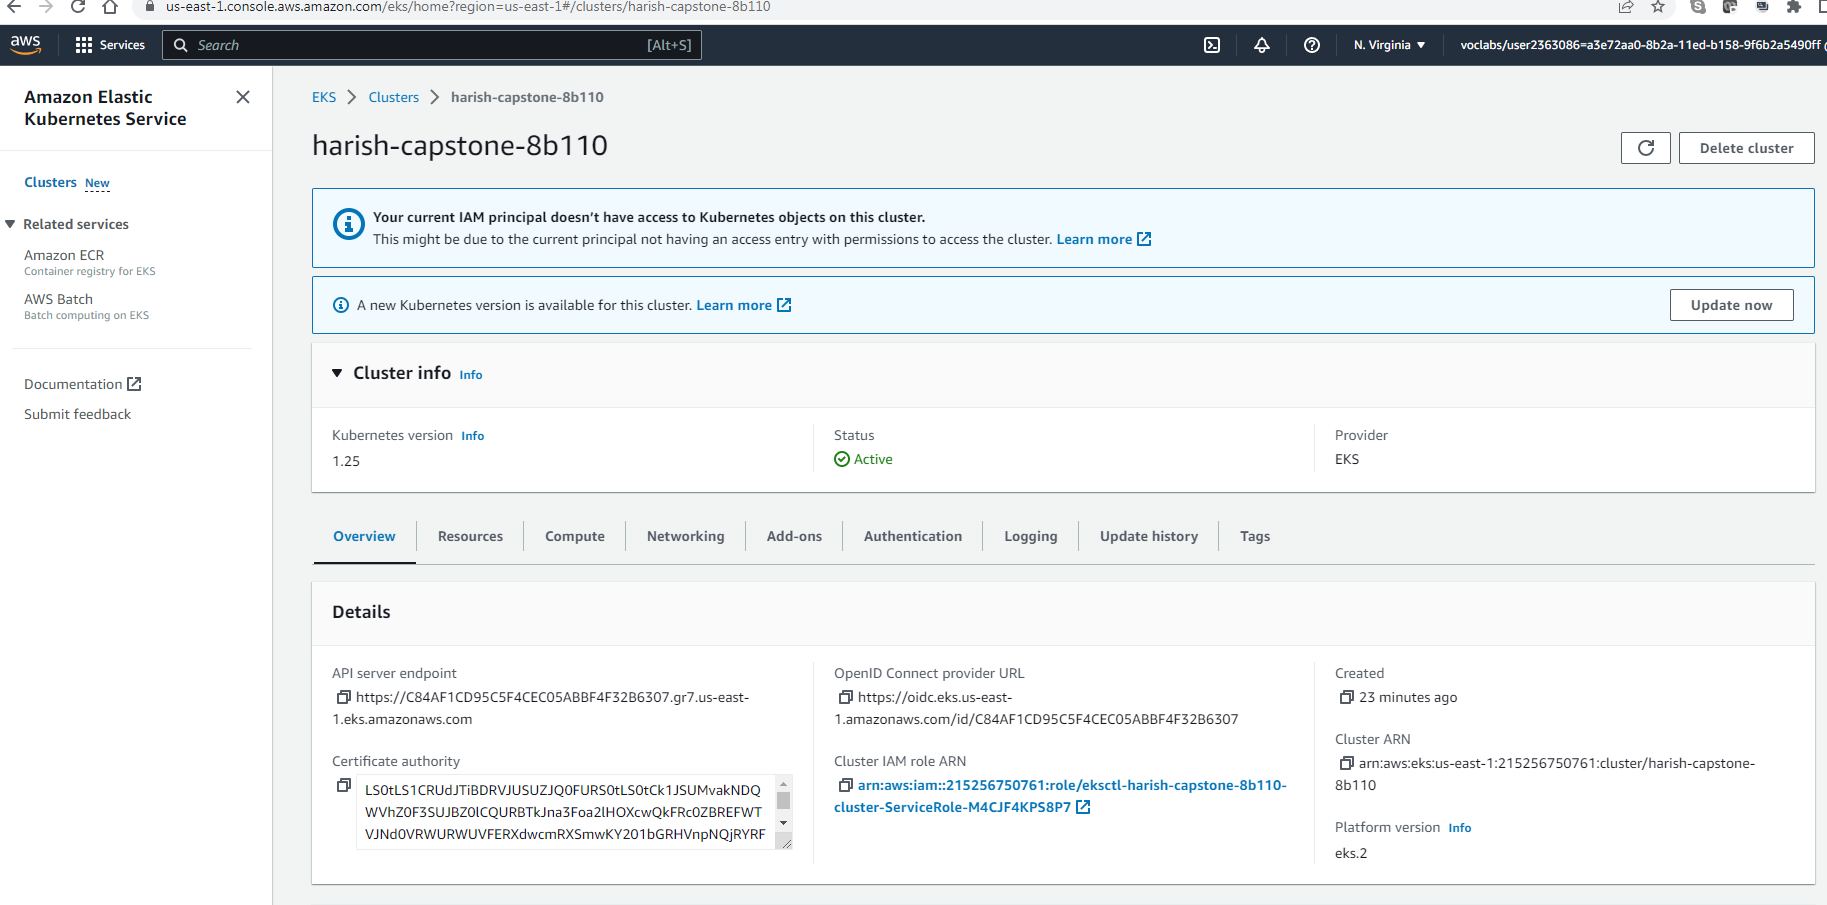 us-east-1.console.aws.amazon.com/eks/home?region=us-east-1#/clusters/harish-capstone-8b110
aws
Services
Search
[Alt+S]
N. Virginia
voclabs/user2363086=a3e72aa0-8b2a-11ed-b158-9f6b2a5490ff
Amazon Elastic
Kubernetes Service
Clusters New
Related services
Amazon ECR
Container registry for EKS
AWS Batch
Batch computing on EKS
Documentation
Submit feedback
EKS
Clusters
harish-capstone-8b110
harish-capstone-8b110
Delete cluster
Your current IAM principal doesn't have access to Kubernetes objects on this cluster.
This might be due to the current principal not having an access entry with permissions to access the cluster. Learn more
A new Kubernetes version is available for this cluster. Learn more
Update now
Cluster info Info
Kubernetes version Info
1.25
Status
Active
Provider
EKS
Overview
Resources
Compute
Networking
Add-ons
Authentication
Logging
Update history
Tags
Details
API server endpoint
https://C84AF1CD95C5F4CEC05ABBF4F32B6307.gr7.us-east-
1.eks.amazonaws.com
Certificate authority
LS0tLS1CRUdJTiBDRVJUSUZJQ0FURS0tLS0tCk1JSUMvakNDQ
WVhZ0F3SUJBZ0lCQURBTkJna3Foa2lHOXcwQkFRc0ZBREFWT
VJNd0VRWURWUVFERXdwcmRXSmwKY201bGRHVnpNQjRYRF
OpenID Connect provider URL
https://oidc.eks.us-east-
1.amazonaws.com/id/C84AF1CD95C5F4CEC05ABBF4F32B6307
Cluster IAM role ARN
arn:aws:iam::215256750761:role/eksctl-harish-capstone-8b110-
cluster-ServiceRole-M4CJF4KPS8P7
Created
23 minutes ago
Cluster ARN
arn:aws:eks:us-east-1:215256750761:cluster/harish-capstone-
8b110
Platform version Info
eks.2